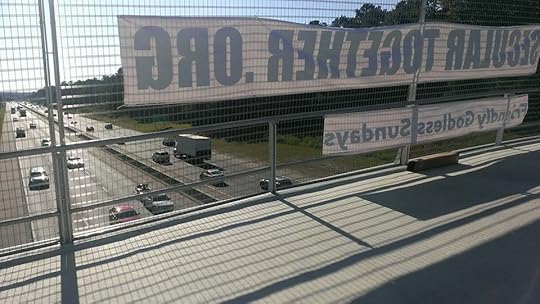 SECULAR TOGETHER.ORG
Friendly Godless Sundays